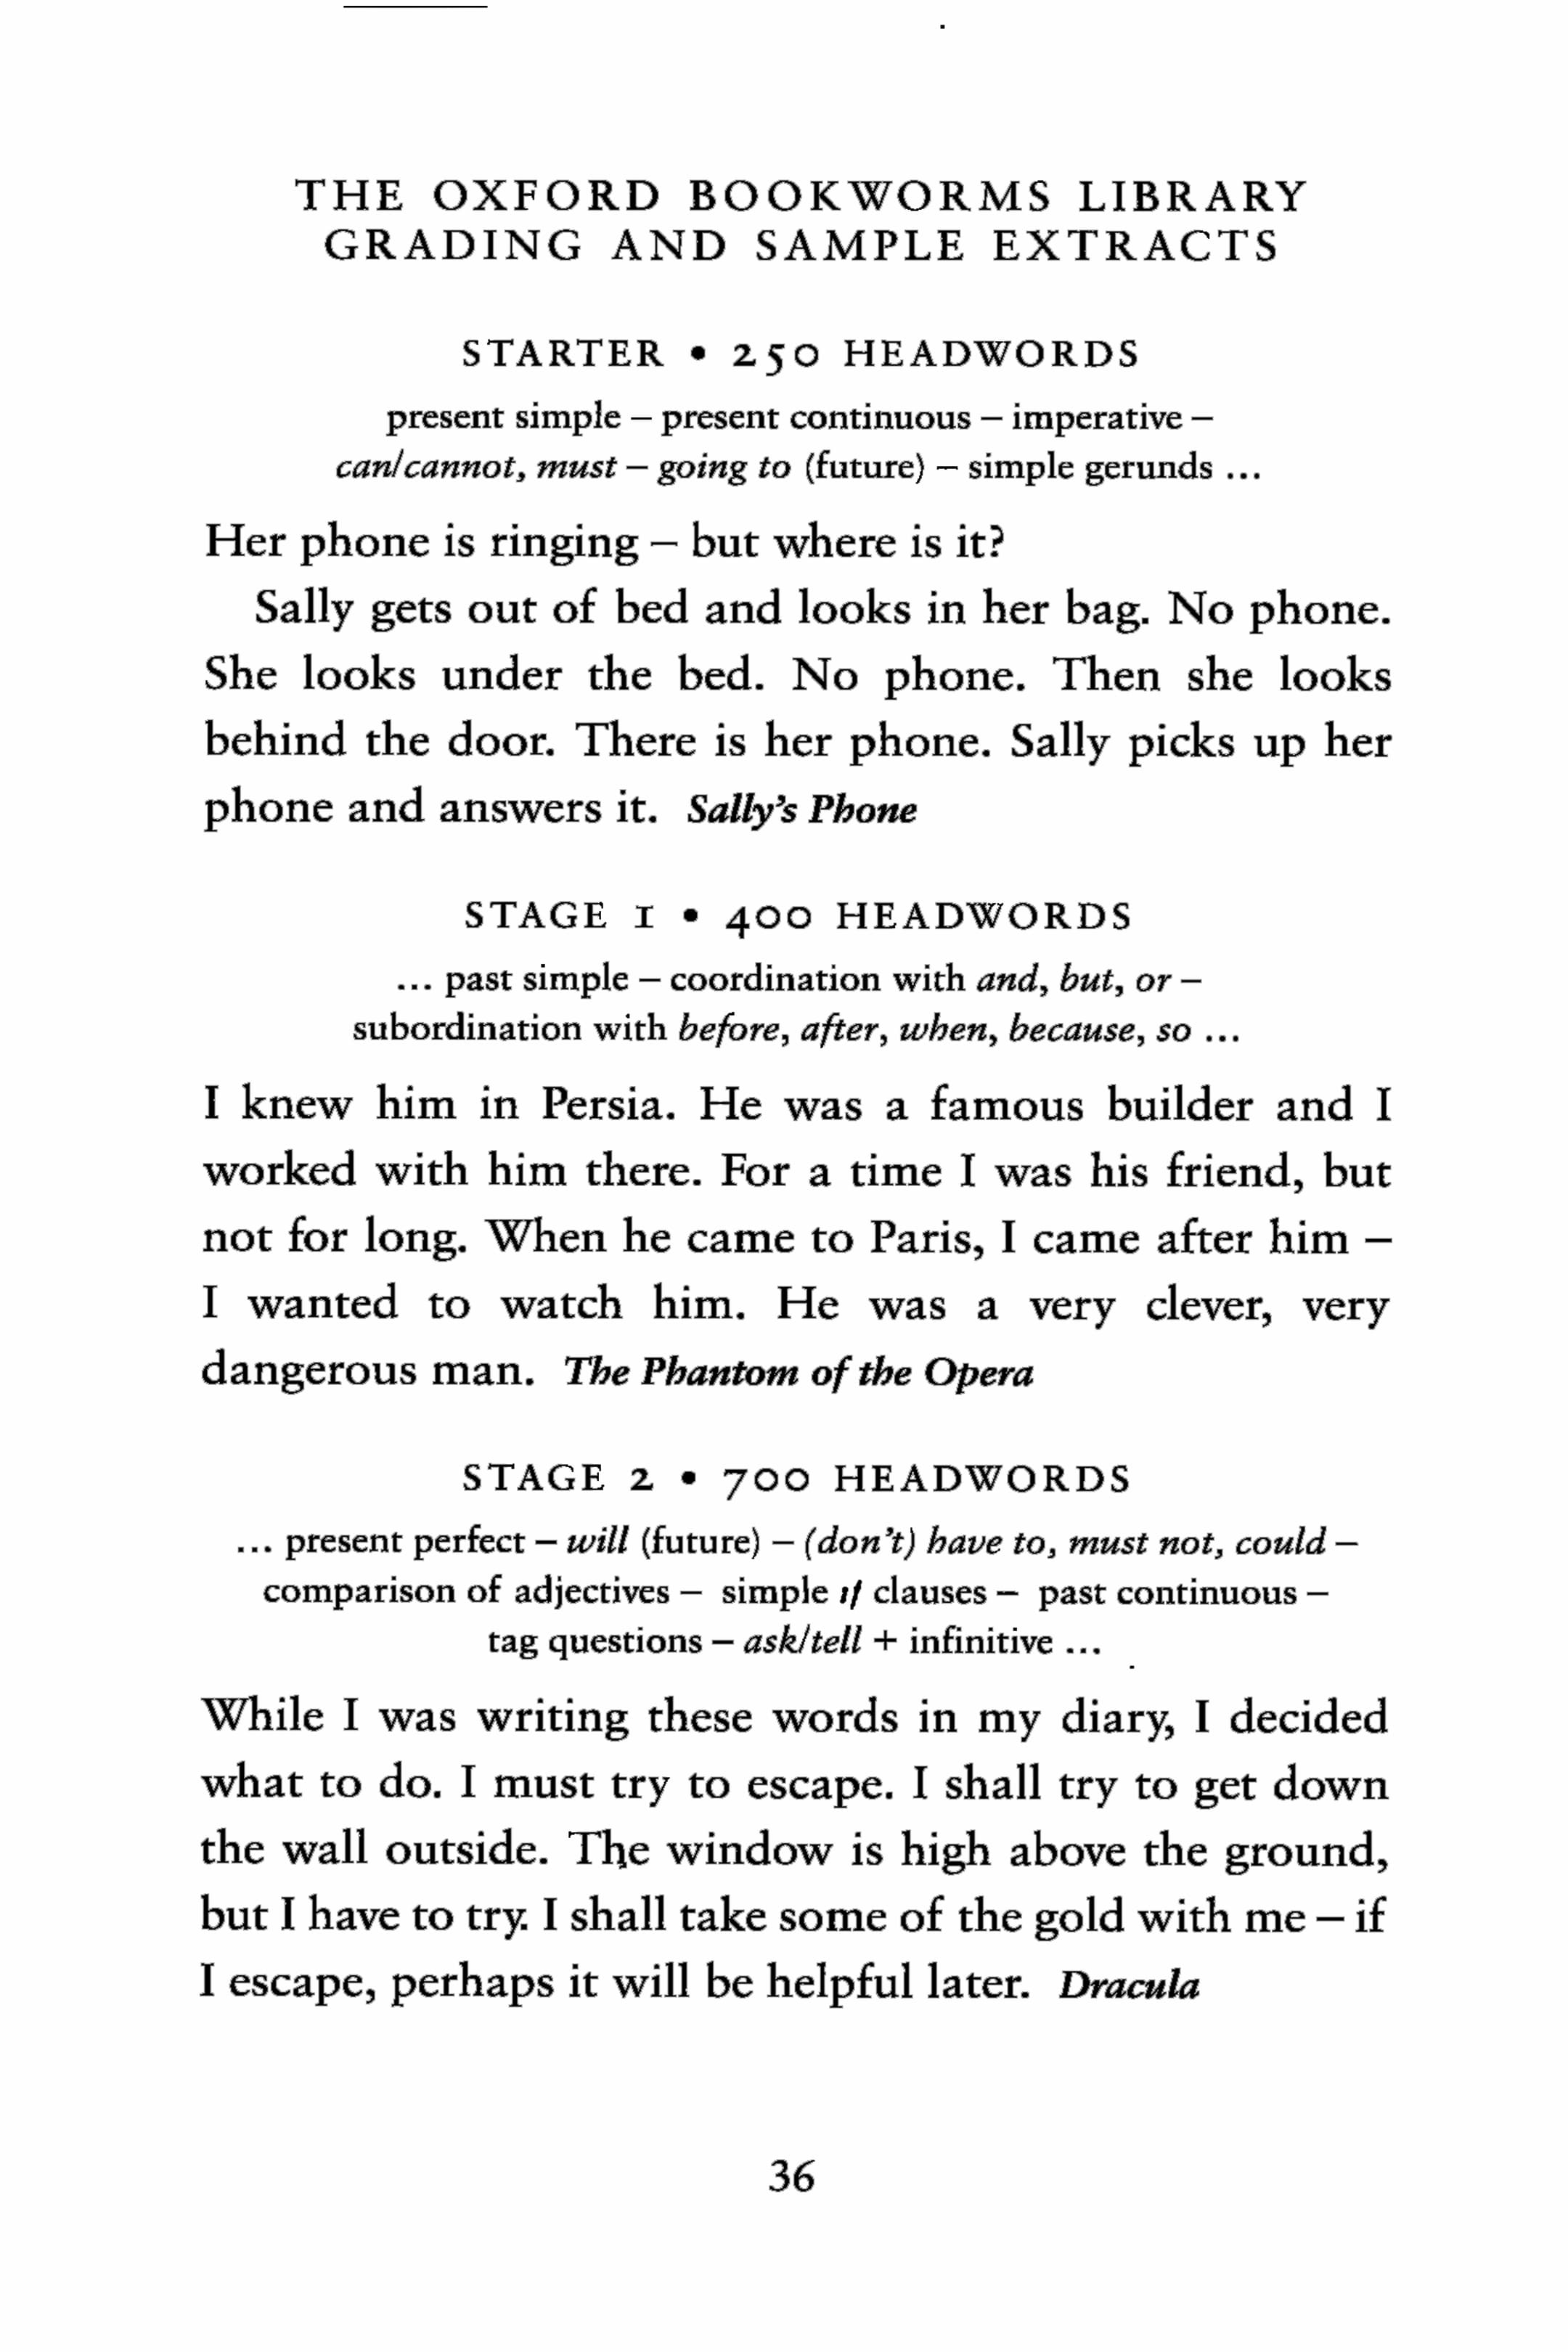 THE OXFORD BOOKWORMS LIBRARY
GRADING AND SAMPLE EXTRACTS
STARTER • 250 HEADWORDS
present simple – present continuous – imperative –
can/cannot, must – going to (future) – simple gerunds ...
Her phone is ringing – but where is it?
Sally gets out of bed and looks in her bag. No phone.
She looks under the bed. No phone. Then she looks
behind the door. There is her phone. Sally picks up her
phone and answers it. Sally's Phone
STAGE 1 • 400 HEADWORDS
... past simple – coordination with and, but, or –
subordination with before, after, when, because, so ...
I knew him in Persia. He was a famous builder and I
worked with him there. For a time I was his friend, but
not for long. When he came to Paris, I came after him –
I wanted to watch him. He was a very clever, very
dangerous man. The Phantom of the Opera
STAGE 2 • 700 HEADWORDS
... present perfect – will (future) – (don't) have to, must not, could –
comparison of adjectives – simple if clauses – past continuous –
tag questions – ask/tell + infinitive ...
While I was writing these words in my diary, I decided
what to do. I must try to escape. I shall try to get down
the wall outside. The window is high above the ground,
but I have to try. I shall take some of the gold with me – if
I escape, perhaps it will be helpful later. Dracula
36